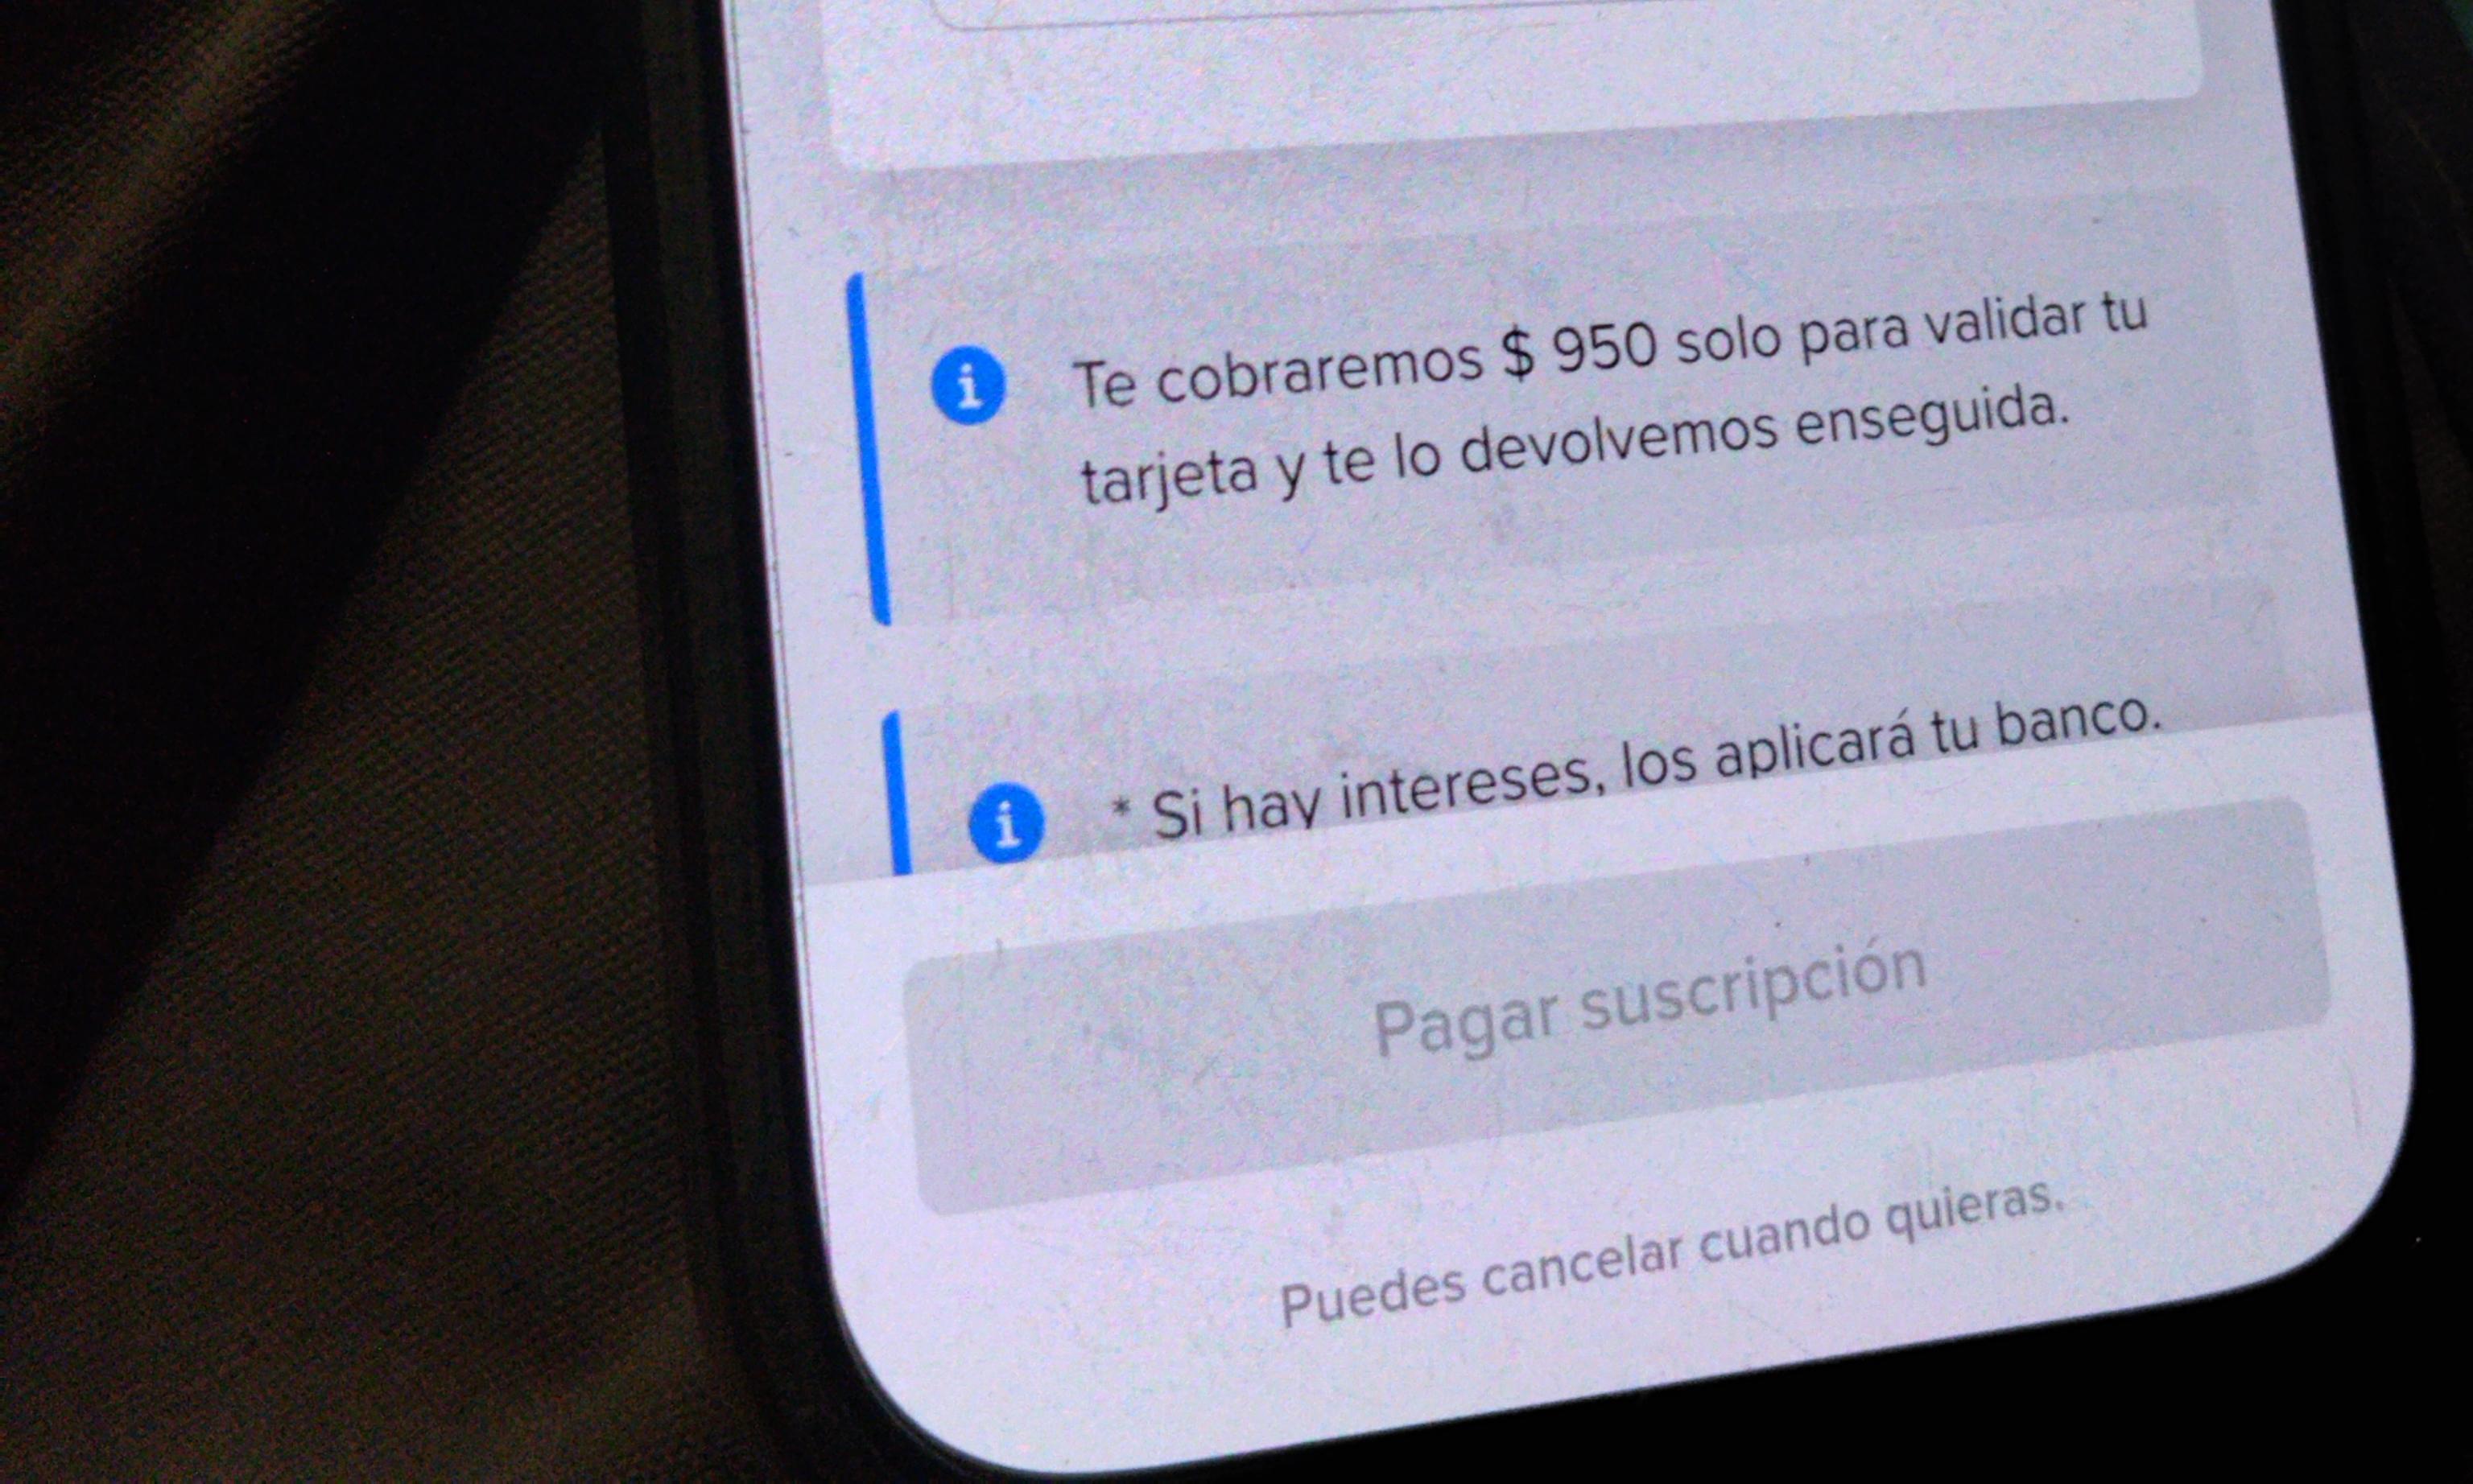 Te cobraremos $ 950 solo para validar tu
tarjeta y te lo devolvemos enseguida.
* Si hay intereses, los aplicará tu banco.
Pagar suscripción
Puedes cancelar cuando quieras.